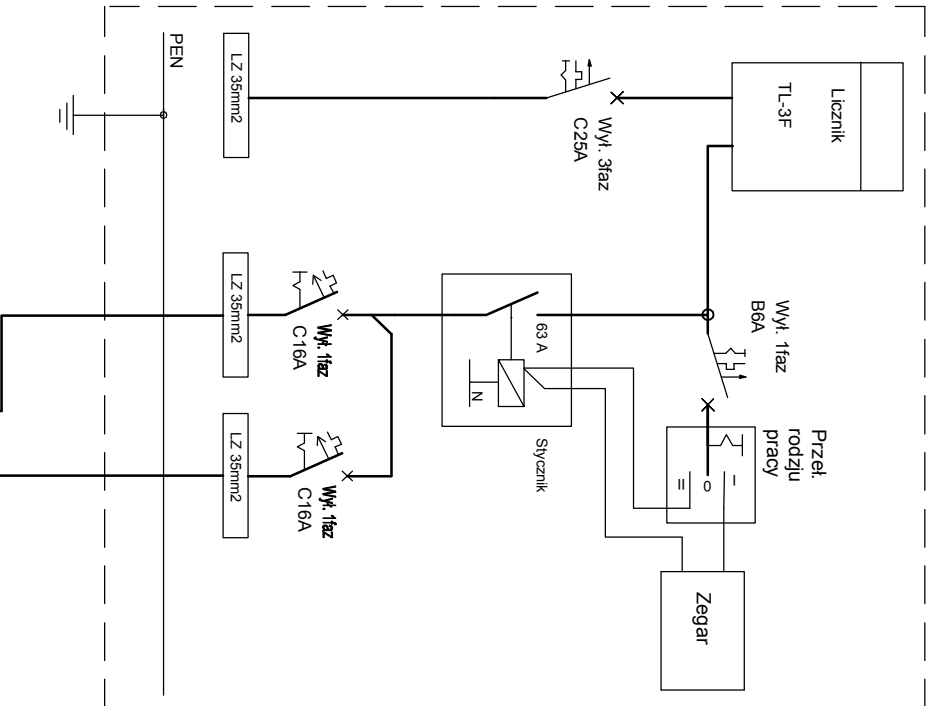 PEN
LZ 35mm2
Wył. 3faz
C25A
Licznik
TL-3F
LZ 35mm2
Wył. 1faz
C16A
63 A
N
Stycznik
Wył. 1faz
B6A
LZ 35mm2
Wył. 1faz
C16A
Przeł.
rodzju
pracy
I
0
II
Zegar